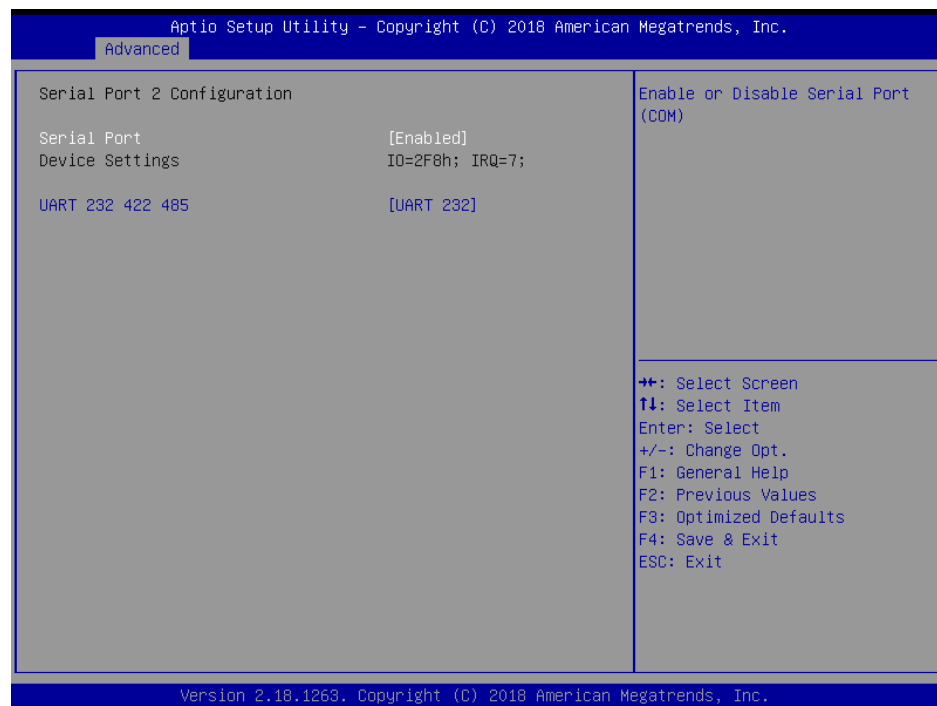 Aptio Setup Utility – Copyright (C) 2018 American Megatrends, Inc.
Advanced
Serial Port 2 Configuration
Serial Port [Enabled]
Device Settings IO=2F8h; IRQ=7;
UART 232 422 485 [UART 232]
Enable or Disable Serial Port
(COM)
→←: Select Screen
↑↓: Select Item
Enter: Select
+/-: Change Opt.
F1: General Help
F2: Previous Values
F3: Optimized Defaults
F4: Save & Exit
ESC: Exit
Version 2.18.1263. Copyright (C) 2018 American Megatrends, Inc.